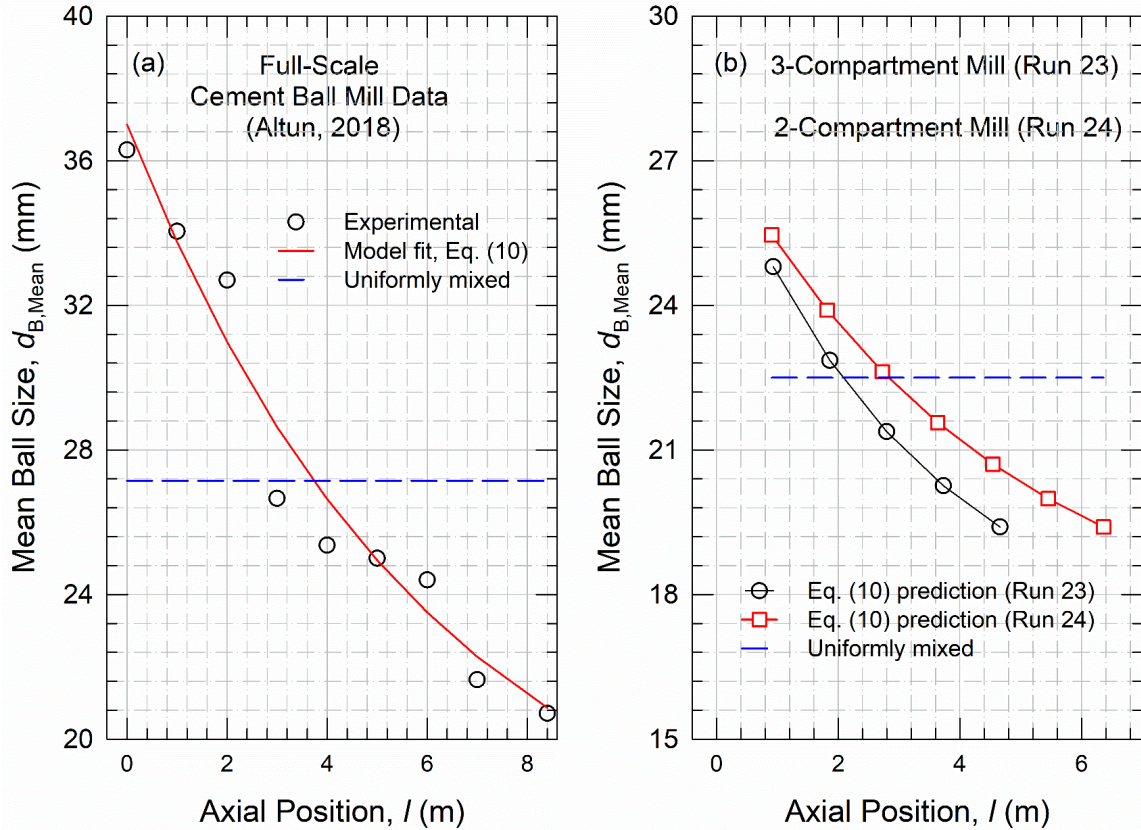 (a)
Full-Scale
Cement Ball Mill Data
(Altun, 2018)
Experimental
Model fit, Eq. (10)
Uniformly mixed
40
36
32
28
24
20
Mean Ball Size, d_B,Mean (mm)
0 2 4 6 8
Axial Position, l (m)
(b)
3-Compartment Mill (Run 23)
2-Compartment Mill (Run 24)
Eq. (10) prediction (Run 23)
Eq. (10) prediction (Run 24)
Uniformly mixed
30
27
24
21
18
15
Mean Ball Size, d_B,Mean (mm)
0 2 4 6
Axial Position, l (m)